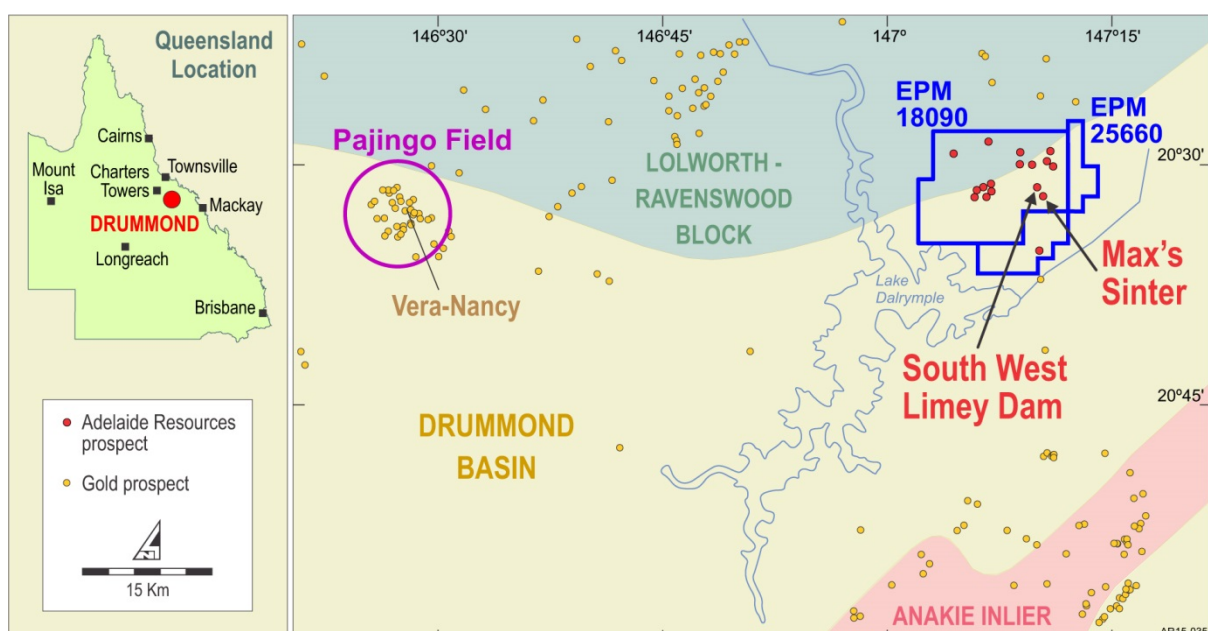 Queensland
Location
Cairns
Mount
Isa
Charters
Towers
Townsville
Mackay
DRUMMOND
Longreach
Brisbane
Adelaide Resources
prospect
Gold prospect
N
15 Km
146°30'
146°45'
147°
147°15'
EPM
18090
EPM
25660
Pajingo Field
20°30'
LOLWORTH -
RAVENSWOOD
BLOCK
Vera-Nancy
Lake
Dalrymple
Max's
Sinter
South West
Limey Dam
20°45'
DRUMMOND
BASIN
ANAKIE INLIER